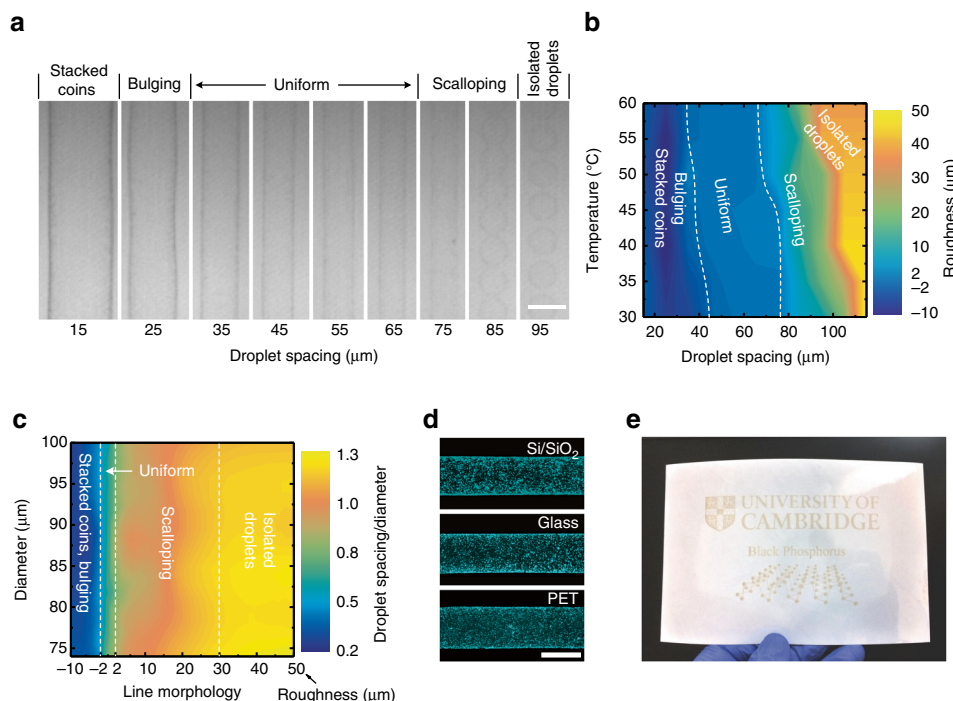 a
Stacked coins
Bulging
Uniform
Scalloping
Isolated droplets
15 25 35 45 55 65 75 85 95
Droplet spacing (μm)
b
60
55
50
45
40
35
30
Temperature (°C)
Stacked coins
Bulging
Uniform
Scalloping
Isolated droplets
20 40 60 80 100
Droplet spacing (μm)
50
40
30
20
10
2
−2
−10
Roughness (μm)
c
100
95
90
85
80
75
Diameter (μm)
Stacked coins, bulging
Uniform
Scalloping
Isolated droplets
−10 −2 2 10 20 30 40 50
Line morphology
Roughness (μm)
1.3
1.0
0.8
0.5
0.2
Droplet spacing/diameter
d
Si/SiO₂
Glass
PET
e
UNIVERSITY OF
CAMBRIDGE
Black Phosphorus